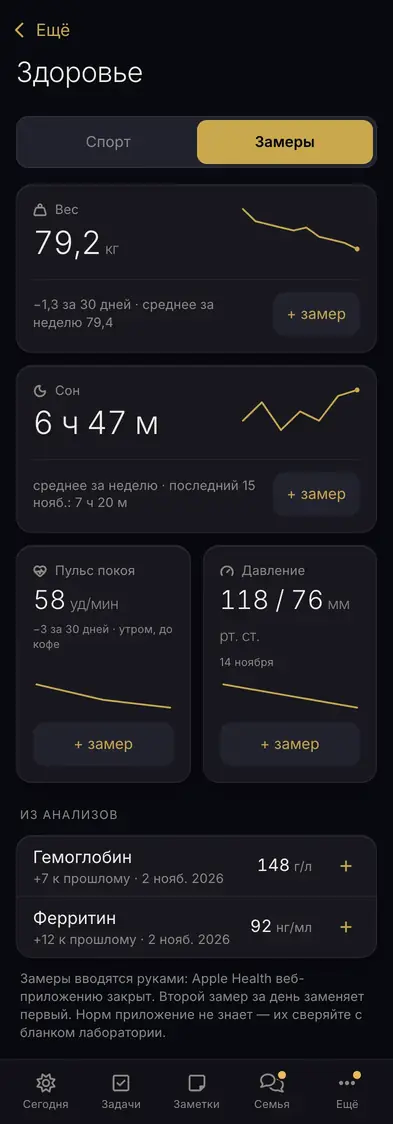 Ещё
Здоровье
Спорт
Замеры
Вес
79,2 кг
−1,3 за 30 дней · среднее за
неделю 79,4
+ замер
Сон
6 ч 47 м
среднее за неделю · последний 15
нояб.: 7 ч 20 м
+ замер
Пульс покоя
58 уд/мин
−3 за 30 дней · утром, до
кофе
+ замер
Давление
118 / 76 мм
рт. ст.
14 ноября
+ замер
ИЗ АНАЛИЗОВ
Гемоглобин
+7 к прошлому · 2 нояб. 2026
148 г/л
+
Ферритин
+12 к прошлому · 2 нояб. 2026
92 нг/мл
+
Замеры вводятся руками: Apple Health веб-
приложению закрыт. Второй замер за день заменяет
первый. Норм приложение не знает — их сверяйте с
бланком лаборатории.
Сегодня
Задачи
Заметки
Семья
Ещё